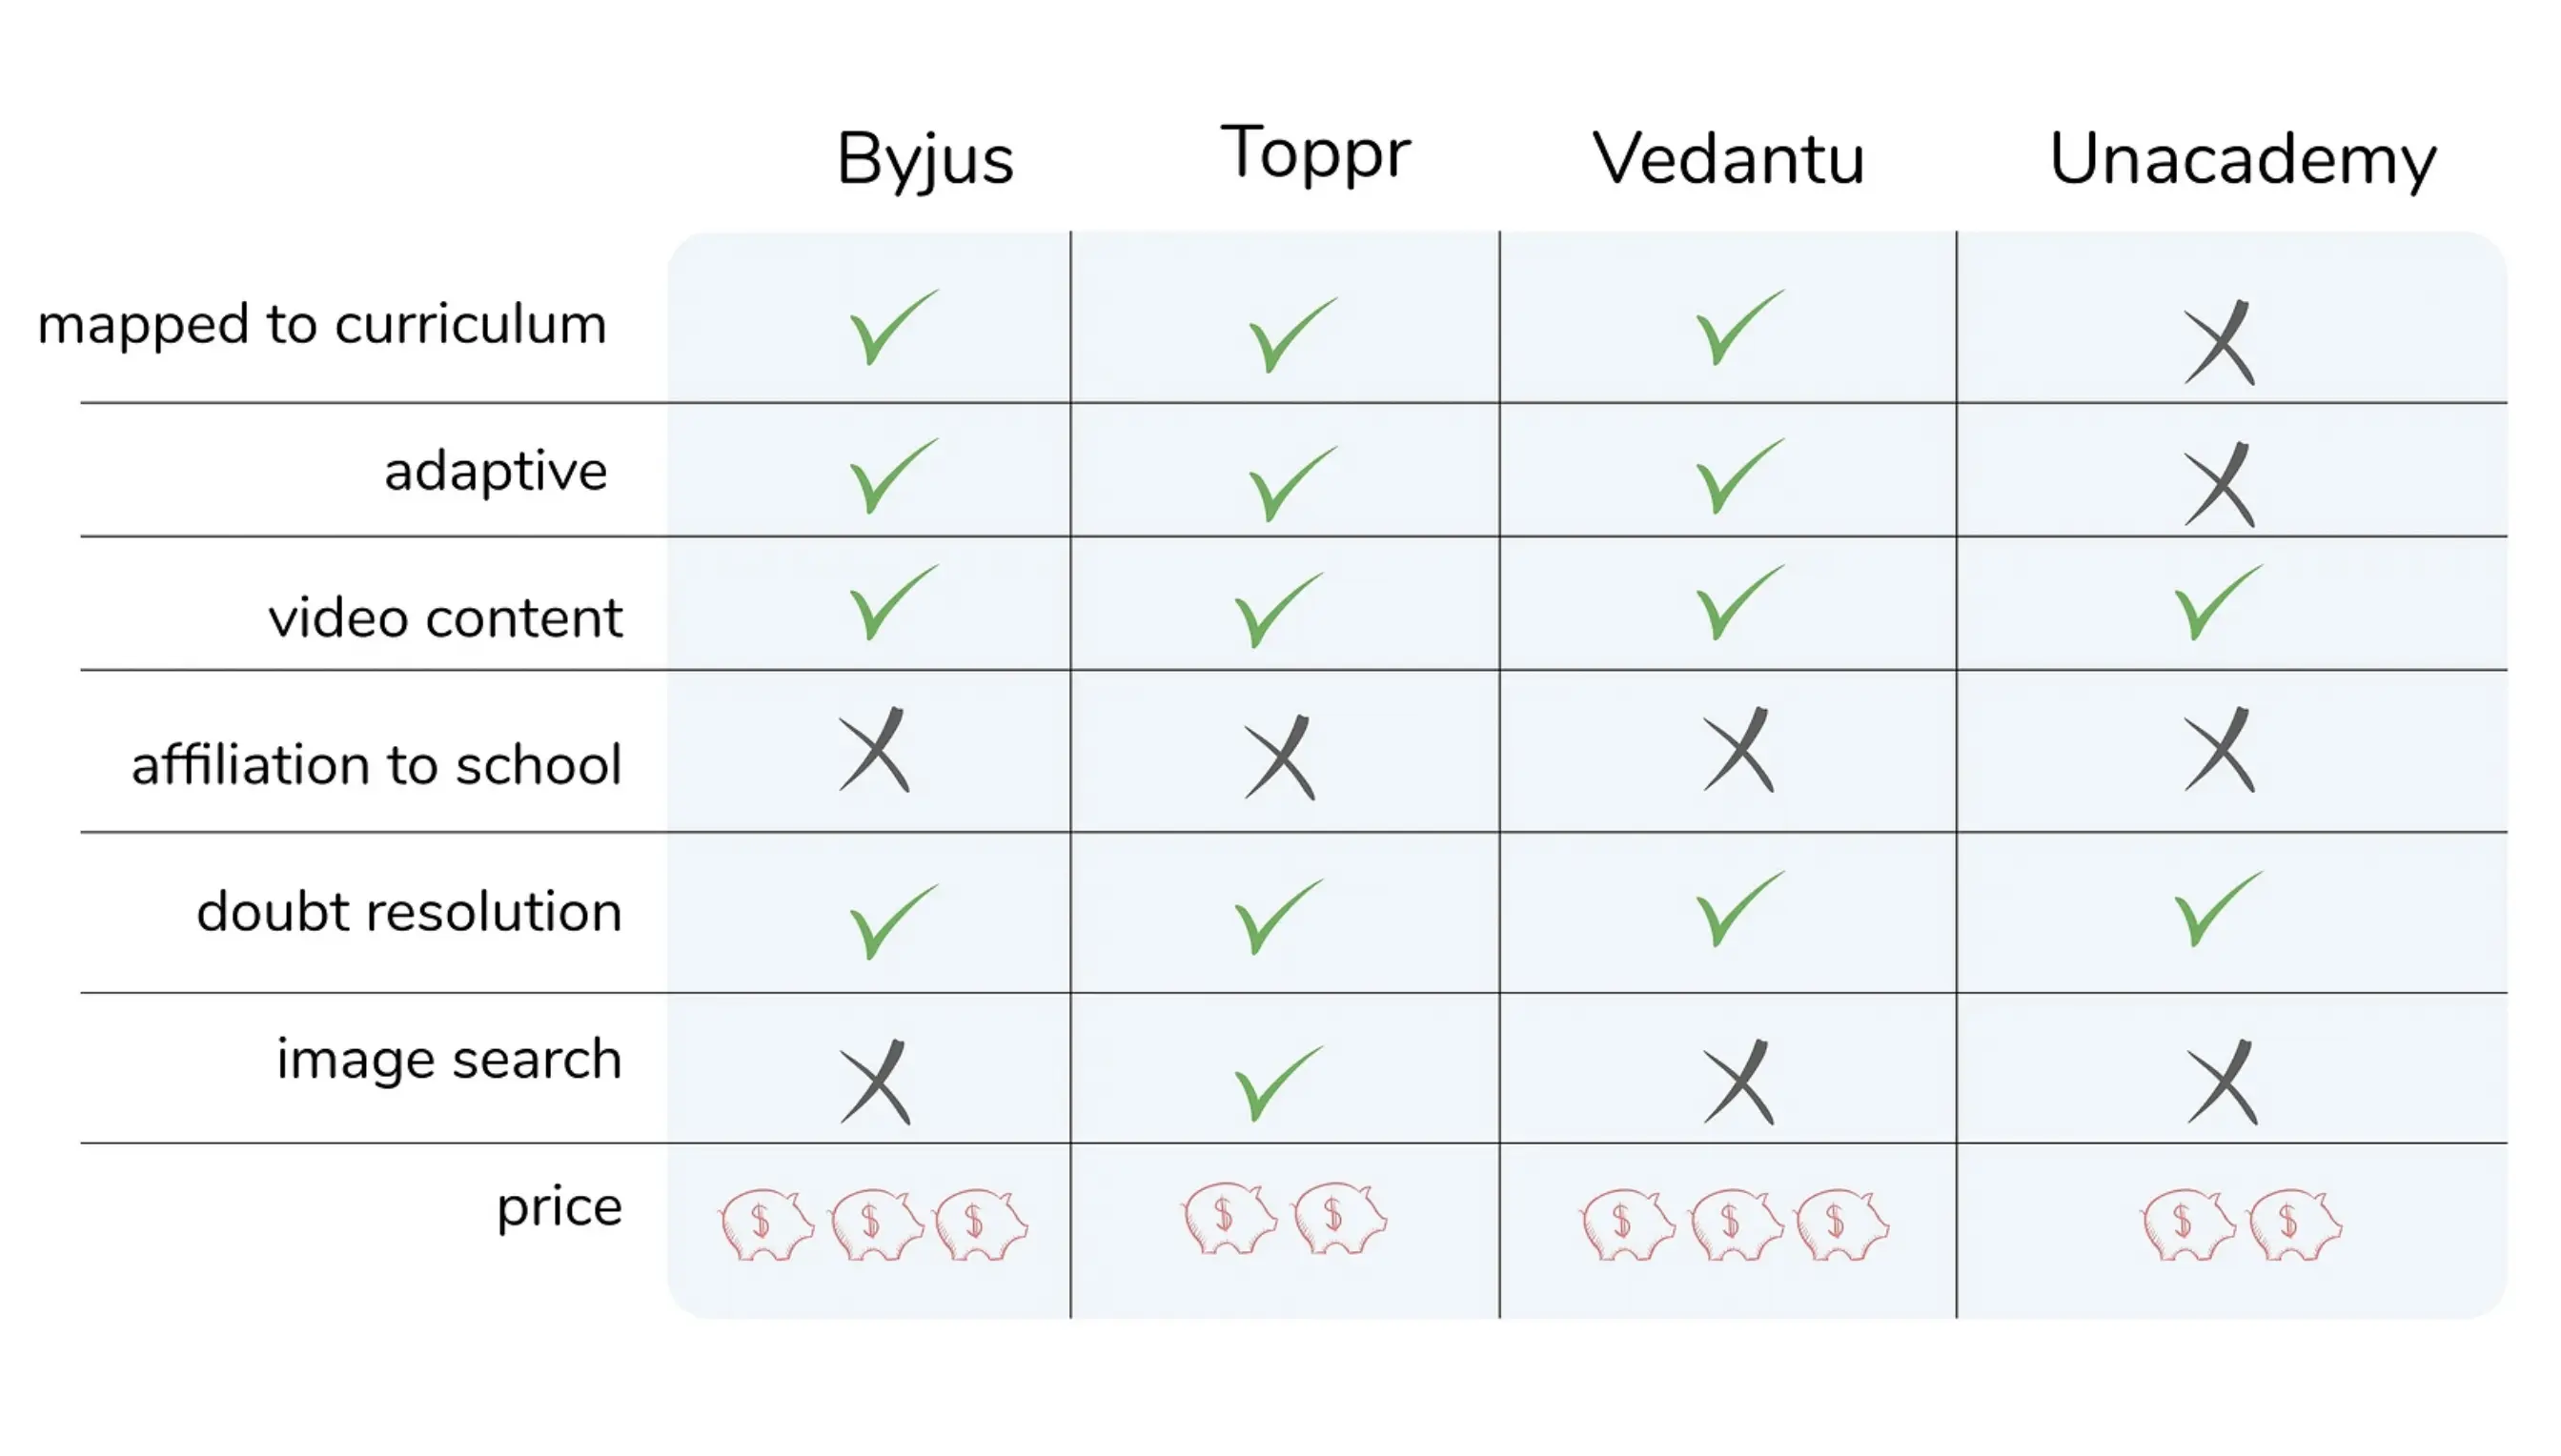 Byjus Toppr Vedantu Unacademy
mapped to curriculum
adaptive
video content
affiliation to school
doubt resolution
image search
price
$ $ $ $ $ $ $ $ $ $